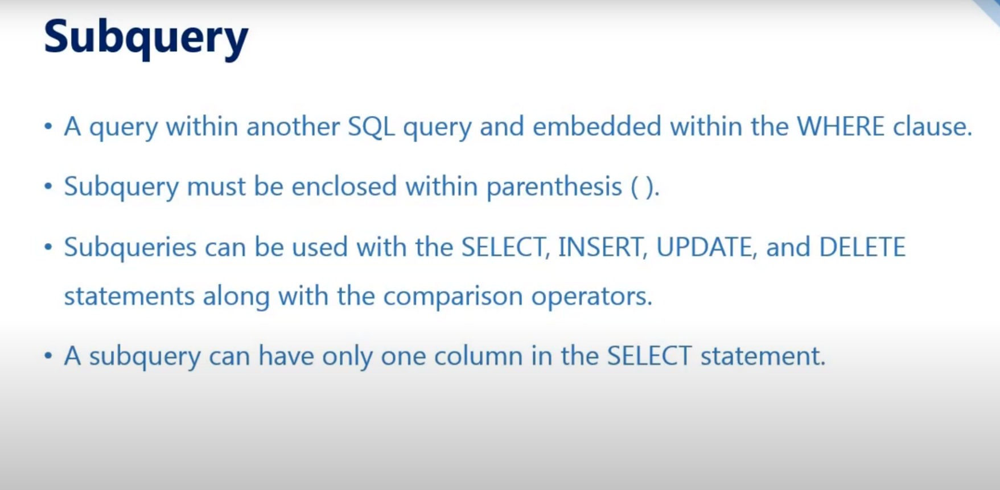 Subquery
• A query within another SQL query and embedded within the WHERE clause.
• Subquery must be enclosed within parenthesis ( ).
• Subqueries can be used with the SELECT, INSERT, UPDATE, and DELETE
statements along with the comparison operators.
• A subquery can have only one column in the SELECT statement.